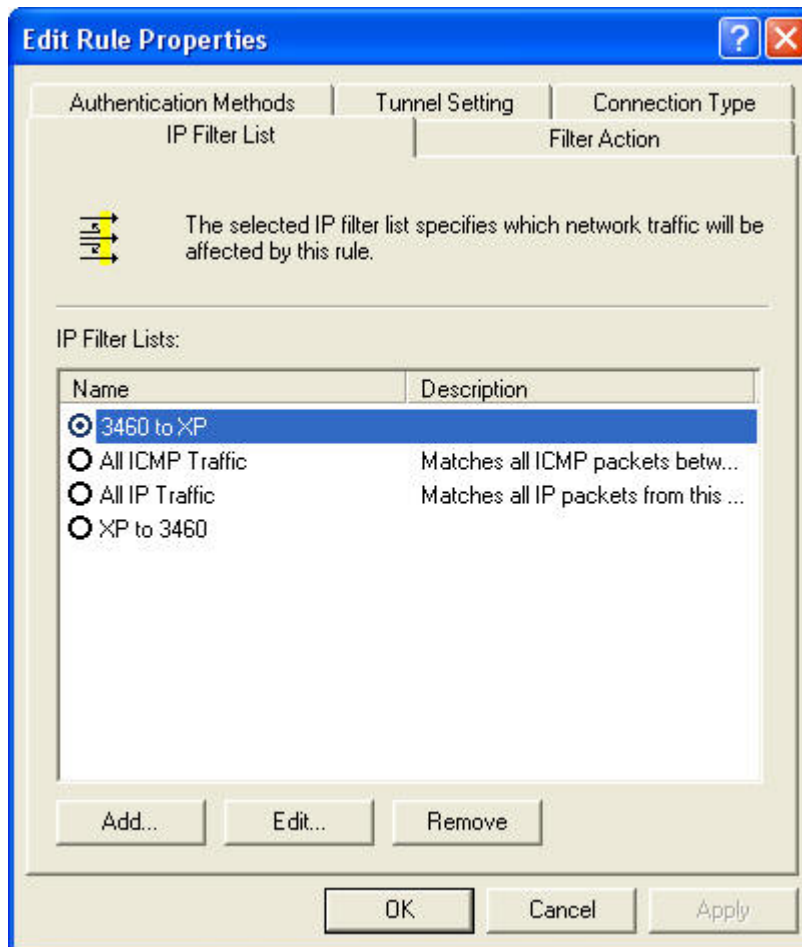 Edit Rule Properties
Authentication Methods Tunnel Setting Connection Type
IP Filter List Filter Action
The selected IP filter list specifies which network traffic will be
affected by this rule.
IP Filter Lists:
Name Description
3460 to XP
All ICMP Traffic Matches all ICMP packets betw...
All IP Traffic Matches all IP packets from this ...
XP to 3460
Add... Edit... Remove
OK Cancel Apply